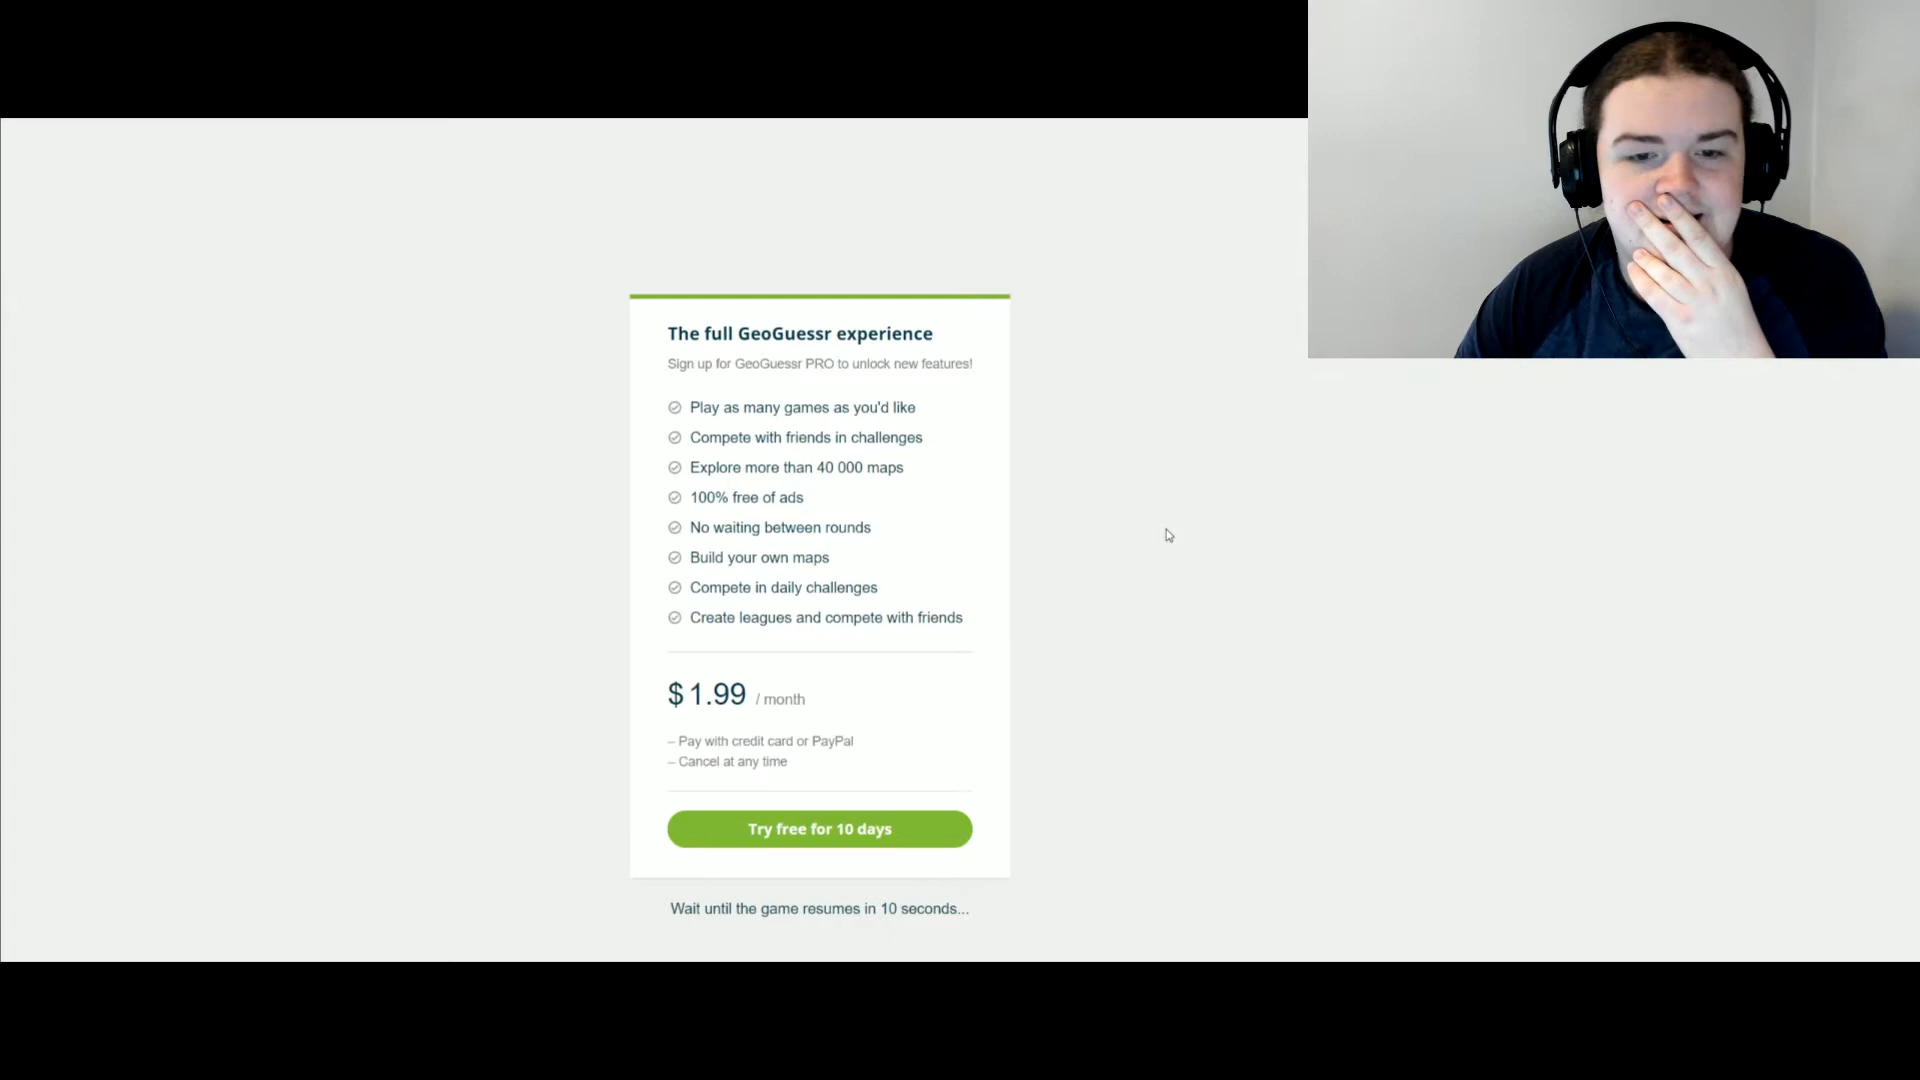 The full GeoGuessr experience
Sign up for GeoGuessr PRO to unlock new features!
Play as many games as you'd like
Compete with friends in challenges
Explore more than 40 000 maps
100% free of ads
No waiting between rounds
Build your own maps
Compete in daily challenges
Create leagues and compete with friends
$ 1.99 / month
– Pay with credit card or PayPal
– Cancel at any time
Try free for 10 days
Wait until the game resumes in 10 seconds...